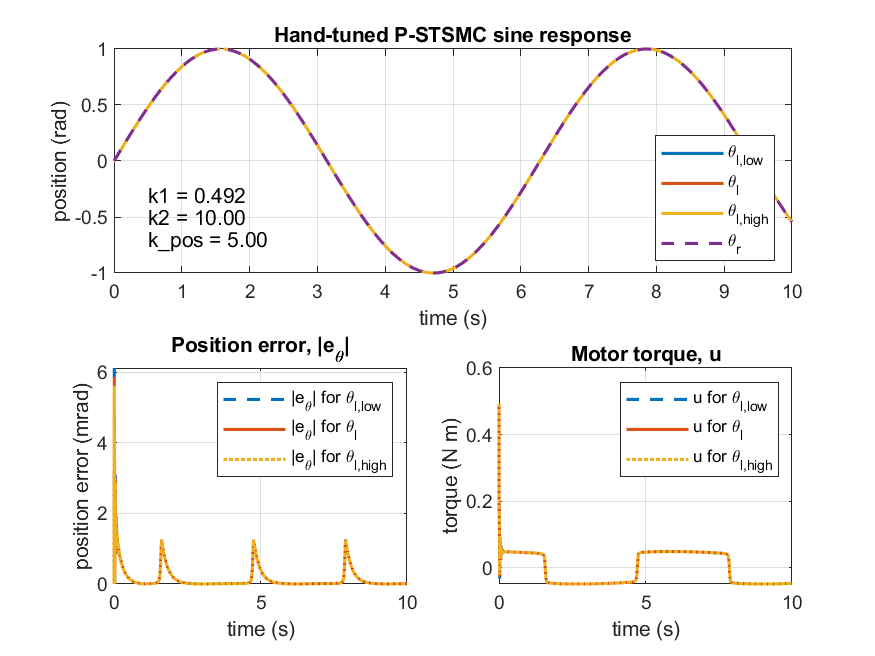 Hand-tuned P-STSMC sine response
1
0.5
0
-0.5
-1
position (rad)
k1 = 0.492
k2 = 10.00
k_pos = 5.00
θl,low
θl
θl,high
θr
0 1 2 3 4 5 6 7 8 9 10
time (s)
Position error, |eθ|
6
4
2
0
position error (mrad)
|eθ| for θl,low
|eθ| for θl
|eθ| for θl,high
0 5 10
time (s)
Motor torque, u
0.6
0.4
0.2
0
torque (N m)
u for θl,low
u for θl
u for θl,high
0 5 10
time (s)